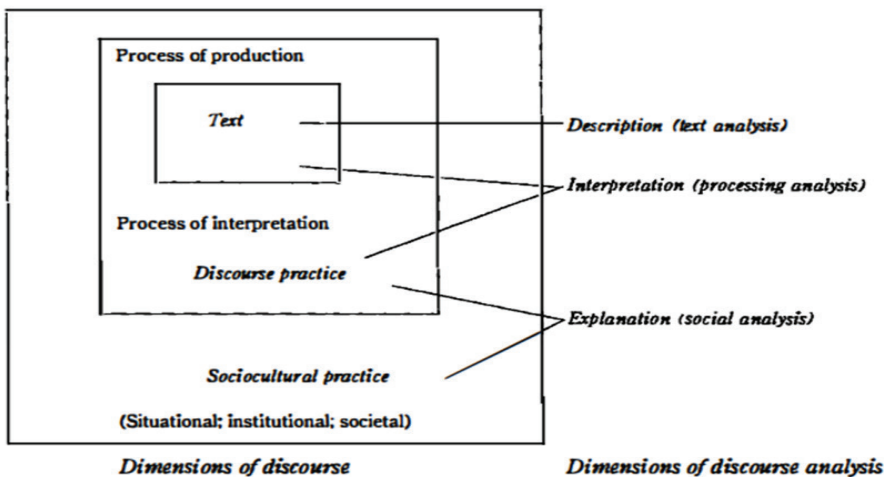 Process of production
Text
Description (text analysis)
Interpretation (processing analysis)
Process of interpretation
Discourse practice
Explanation (social analysis)
Sociocultural practice
(Situational; institutional; societal)
Dimensions of discourse
Dimensions of discourse analysis